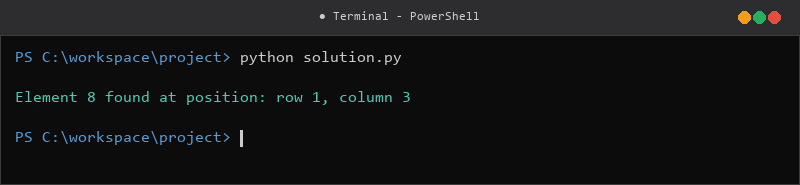 ● Terminal - PowerShell
PS C:\workspace\project> python solution.py
Element 8 found at position: row 1, column 3
PS C:\workspace\project>